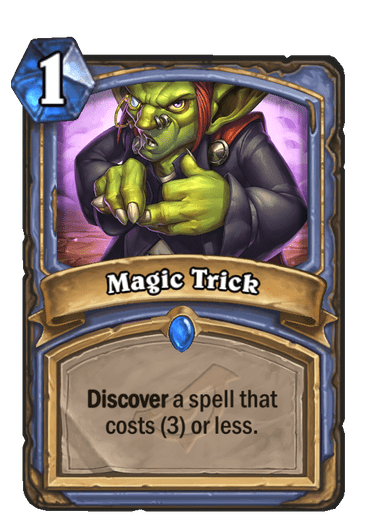 1
Magic Trick
Discover a spell that
costs (3) or less.